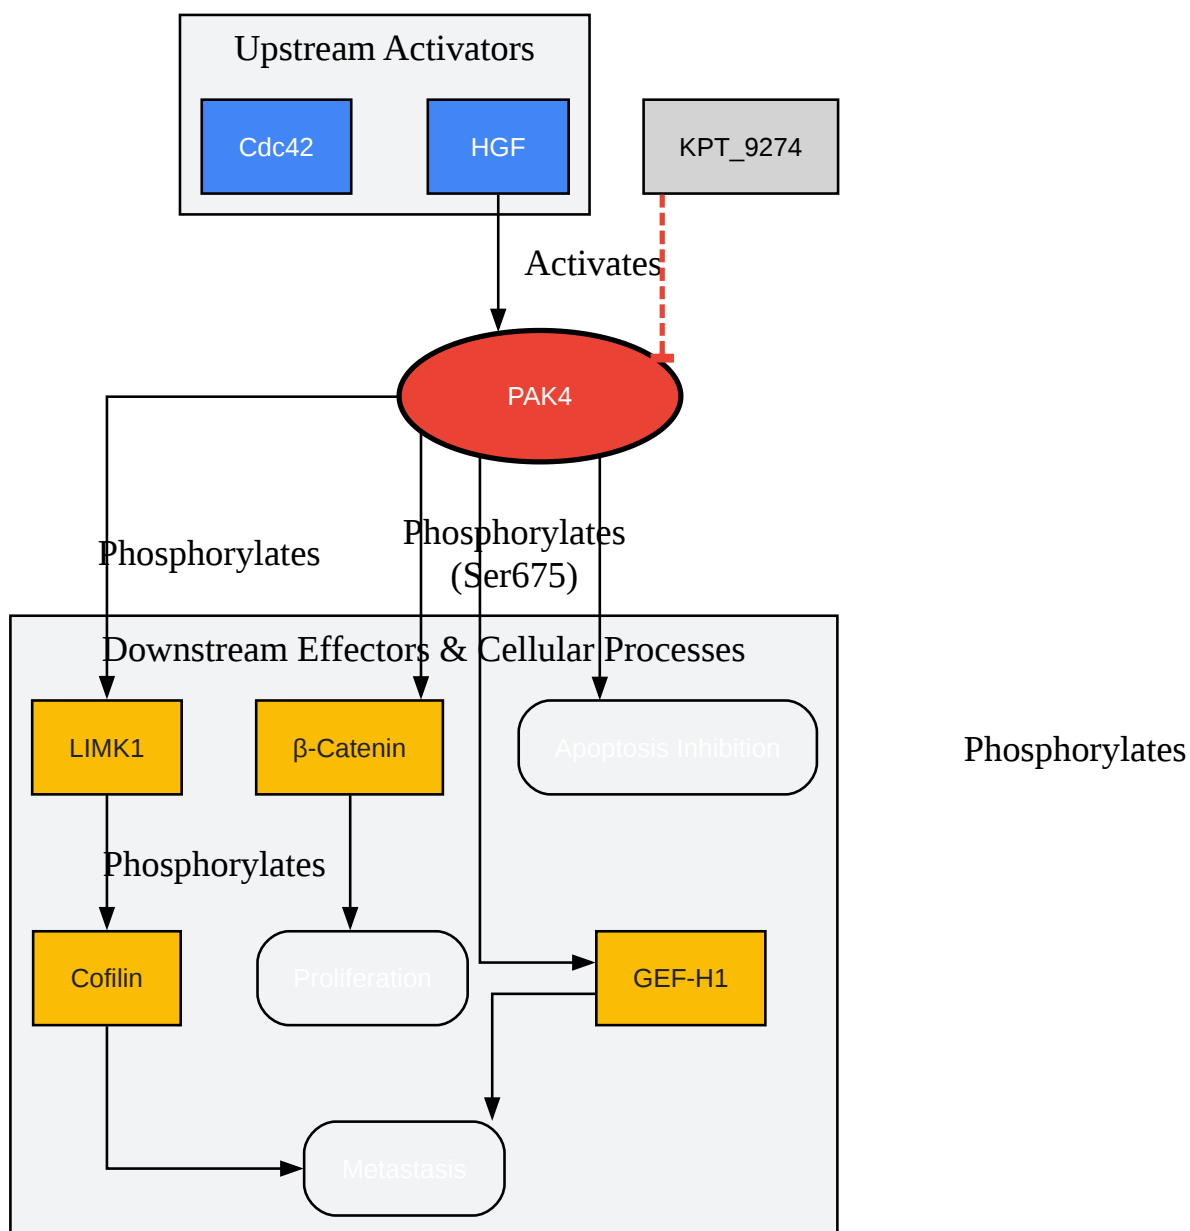 Upstream Activators
Cdc42
HGF
KPT_9274
Activates
PAK4
Phosphorylates
Phosphorylates
(Ser675)
Downstream Effectors & Cellular Processes
LIMK1
β-Catenin
Apoptosis Inhibition
Phosphorylates
Phosphorylates
Cofilin
Proliferation
GEF-H1
Metastasis